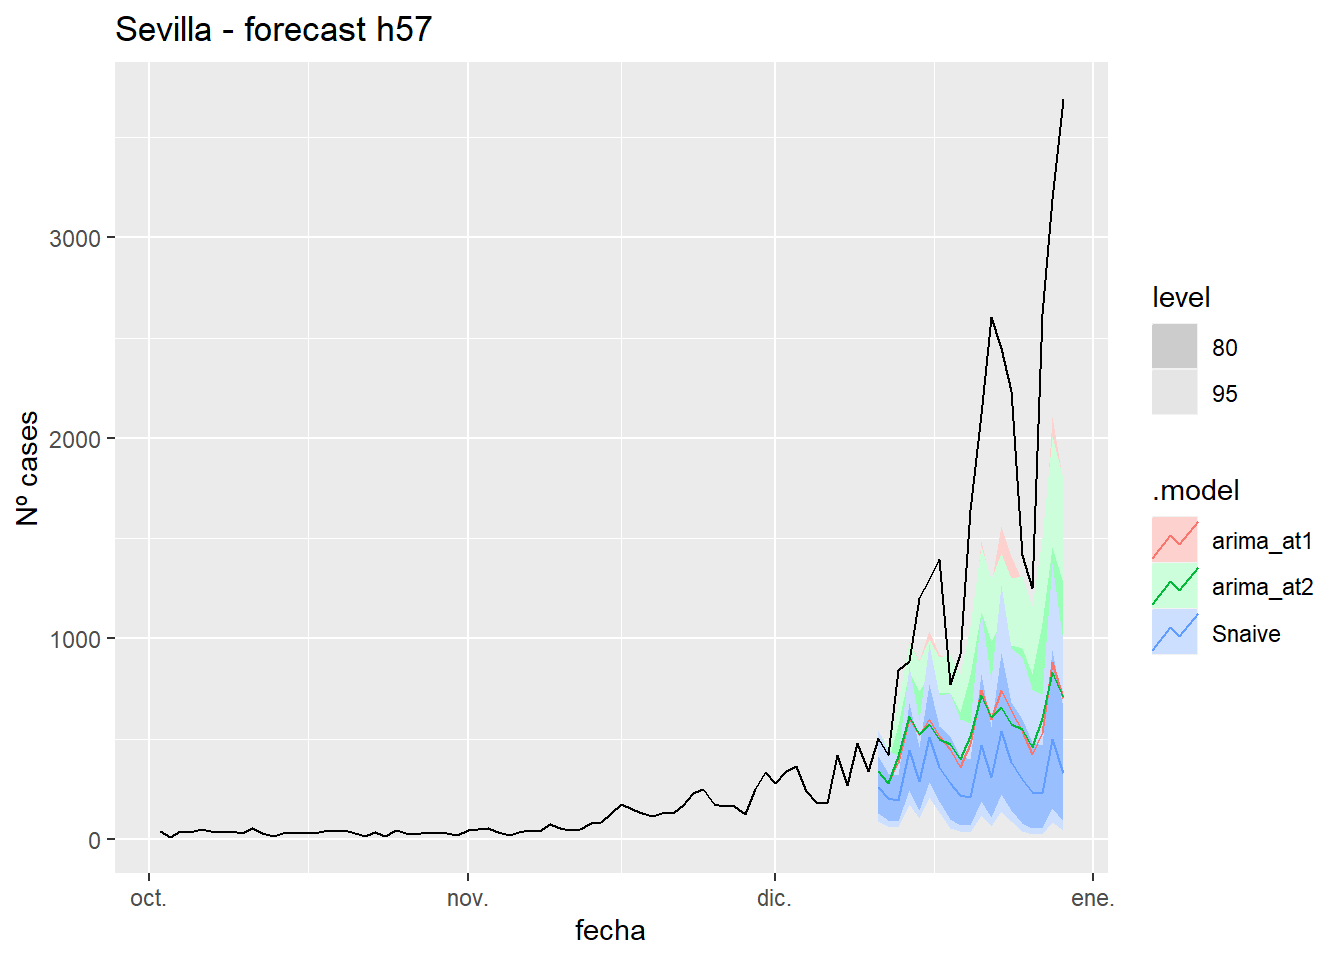 Sevilla - forecast h57
Nº cases
3000
2000
1000
0
oct.
nov.
dic.
ene.
fecha
level
80
95
.model
arima_at1
arima_at2
Snaive